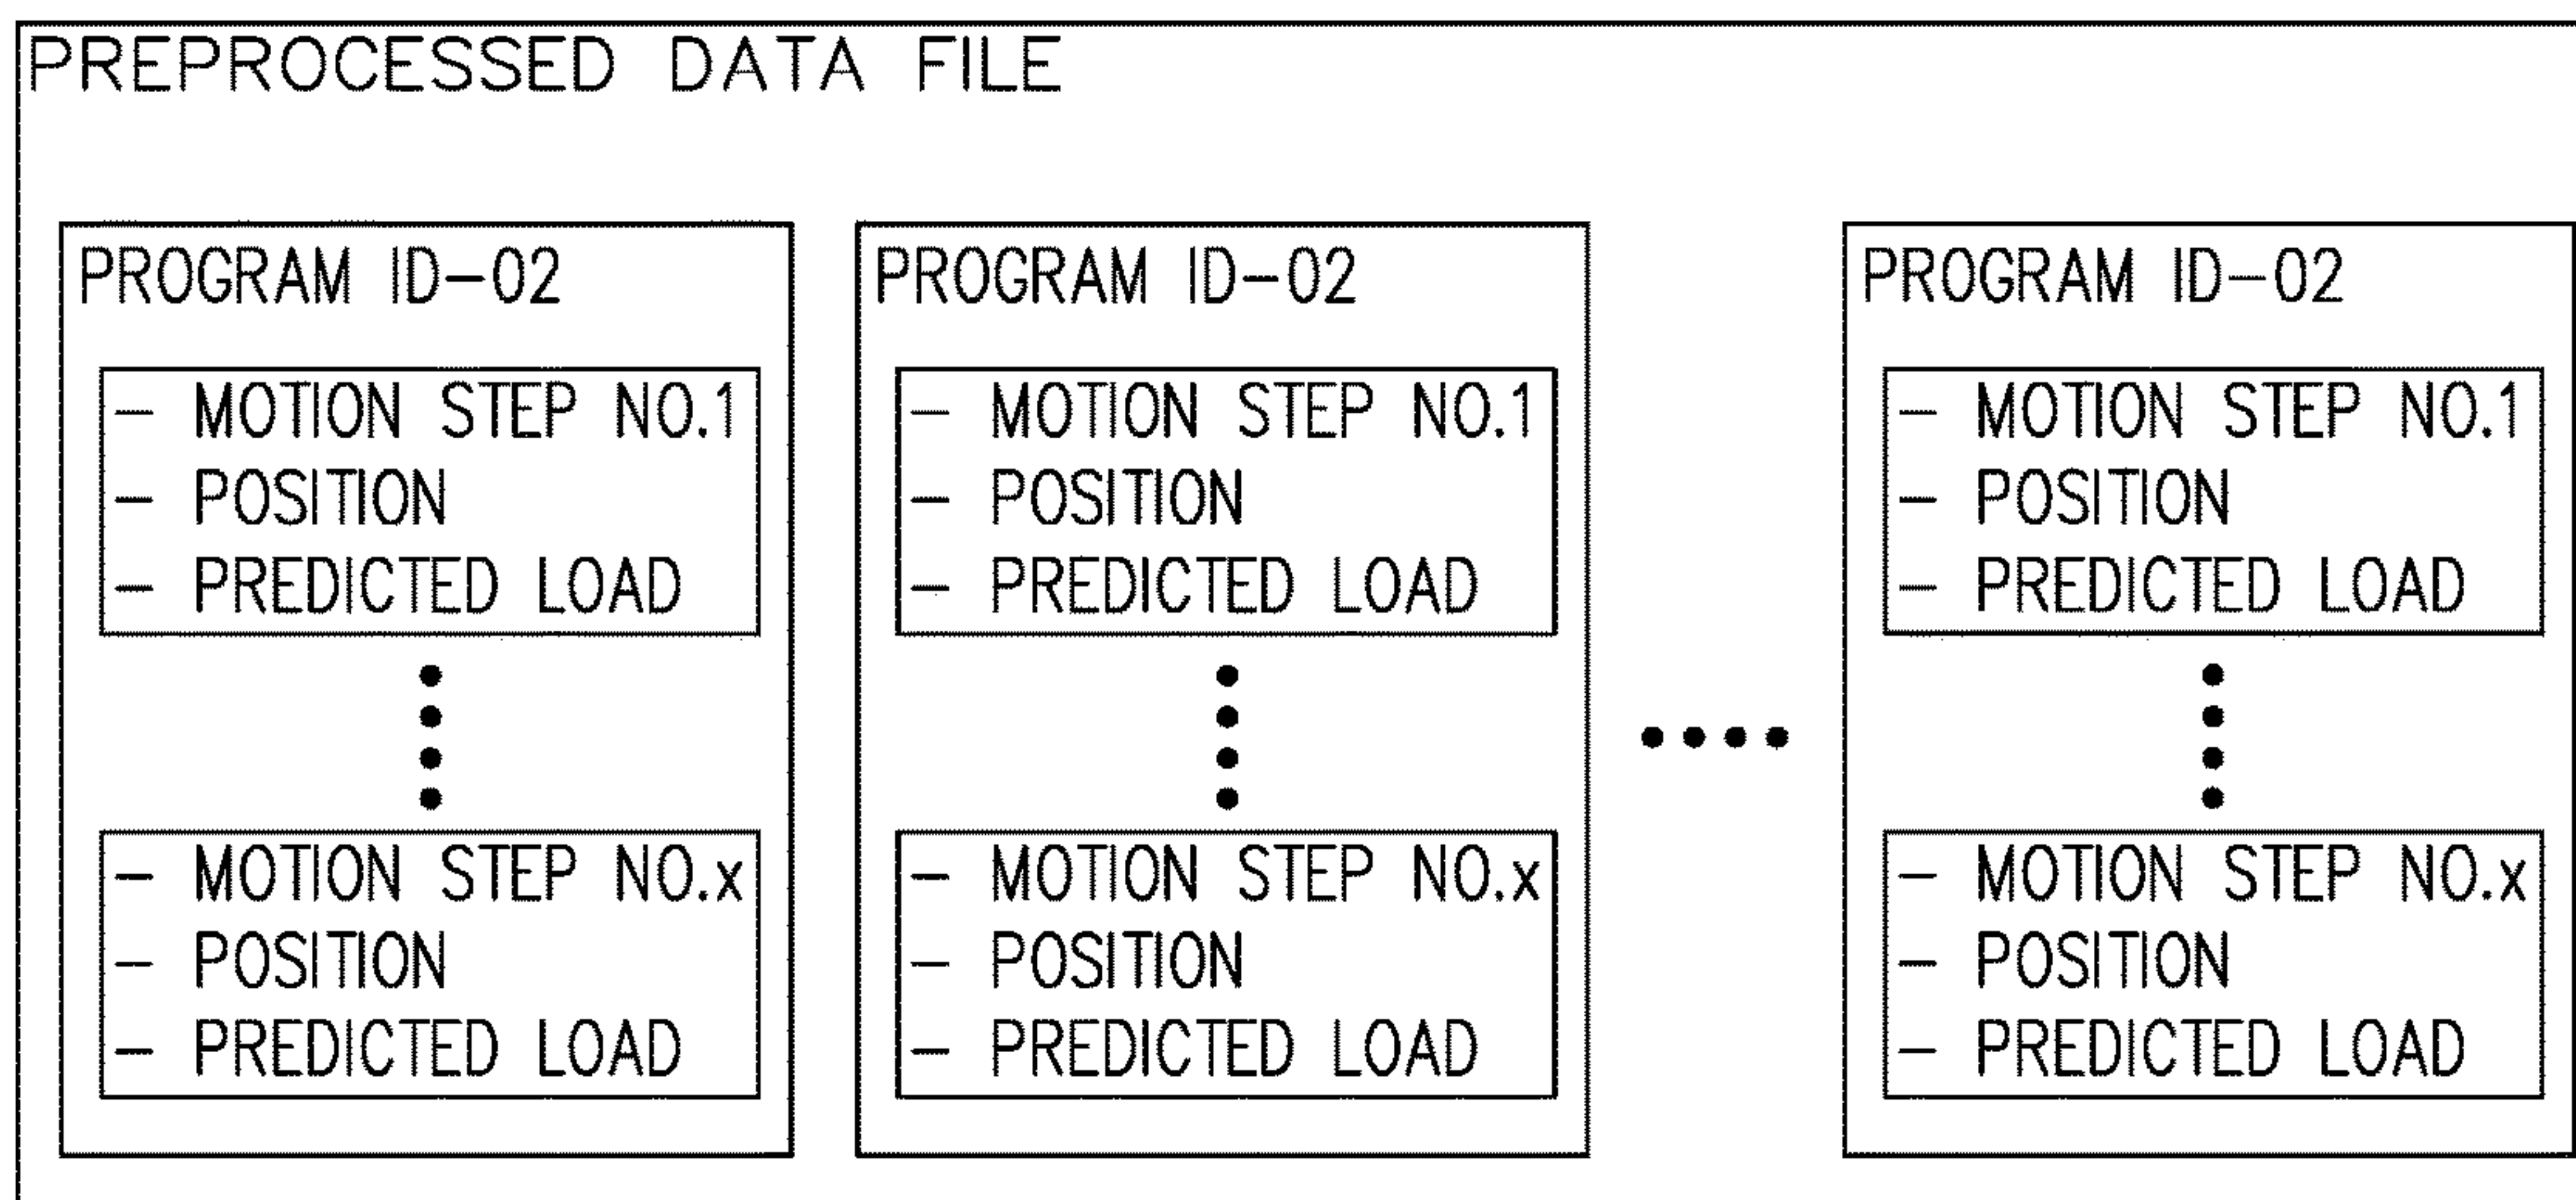 PREPROCESSED DATA FILE
PROGRAM ID-02
- MOTION STEP NO.1
- POSITION
- PREDICTED LOAD
- MOTION STEP NO.x
- POSITION
- PREDICTED LOAD
PROGRAM ID-02
- MOTION STEP NO.1
- POSITION
- PREDICTED LOAD
- MOTION STEP NO.x
- POSITION
- PREDICTED LOAD
PROGRAM ID-02
- MOTION STEP NO.1
- POSITION
- PREDICTED LOAD
- MOTION STEP NO.x
- POSITION
- PREDICTED LOAD